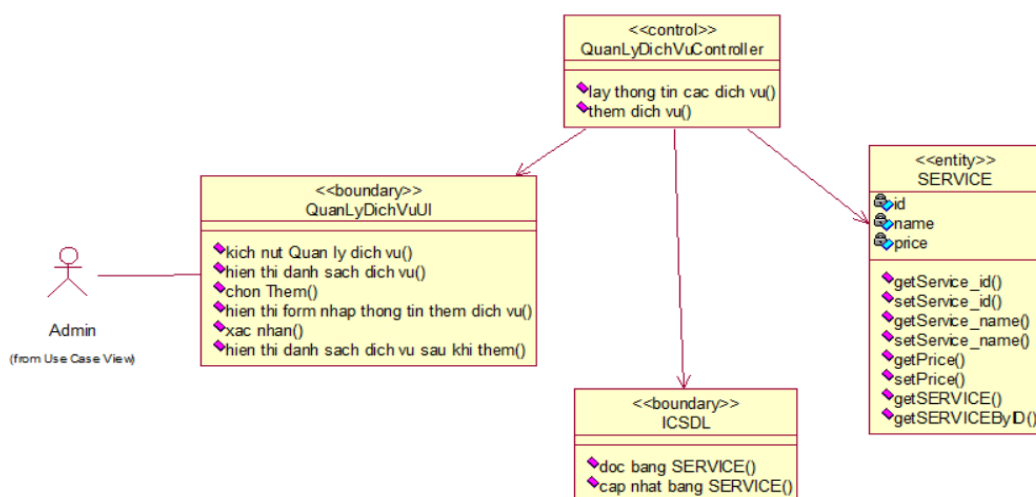 <<control>>
QuanLyDichVuController
lay thong tin cac dich vu()
them dich vu()
<<boundary>>
QuanLyDichVuUI
kich nut Quan ly dich vu()
hien thi danh sach dich vu()
chon Them()
hien thi form nhap thong tin them dich vu()
xac nhan()
hien thi danh sach dich vu sau khi them()
Admin
(from Use Case View)
<<entity>>
SERVICE
id
name
price
getService_id()
setService_id()
getService_name()
setService_name()
getPrice()
setPrice()
getSERVICE()
getSERVICEByID()
<<boundary>>
ICSDL
doc bang SERVICE()
cap nhat bang SERVICE()